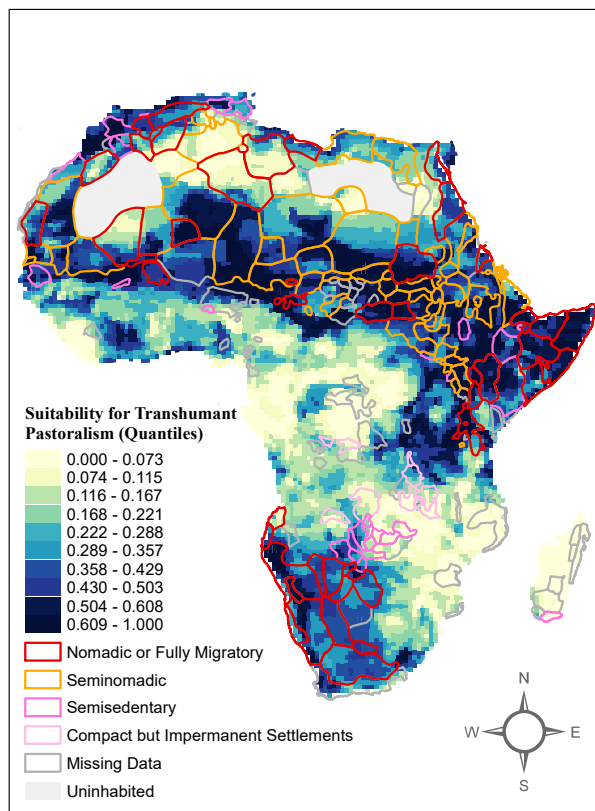 Suitability for Transhumant
Pastoralism (Quantiles)
0.000 - 0.073
0.074 - 0.115
0.116 - 0.167
0.168 - 0.221
0.222 - 0.288
0.289 - 0.357
0.358 - 0.429
0.430 - 0.503
0.504 - 0.608
0.609 - 1.000
Nomadic or Fully Migratory
Seminomadic
Semisedentary
Compact but Impermanent Settlements
Missing Data
Uninhabited
N
W E
S